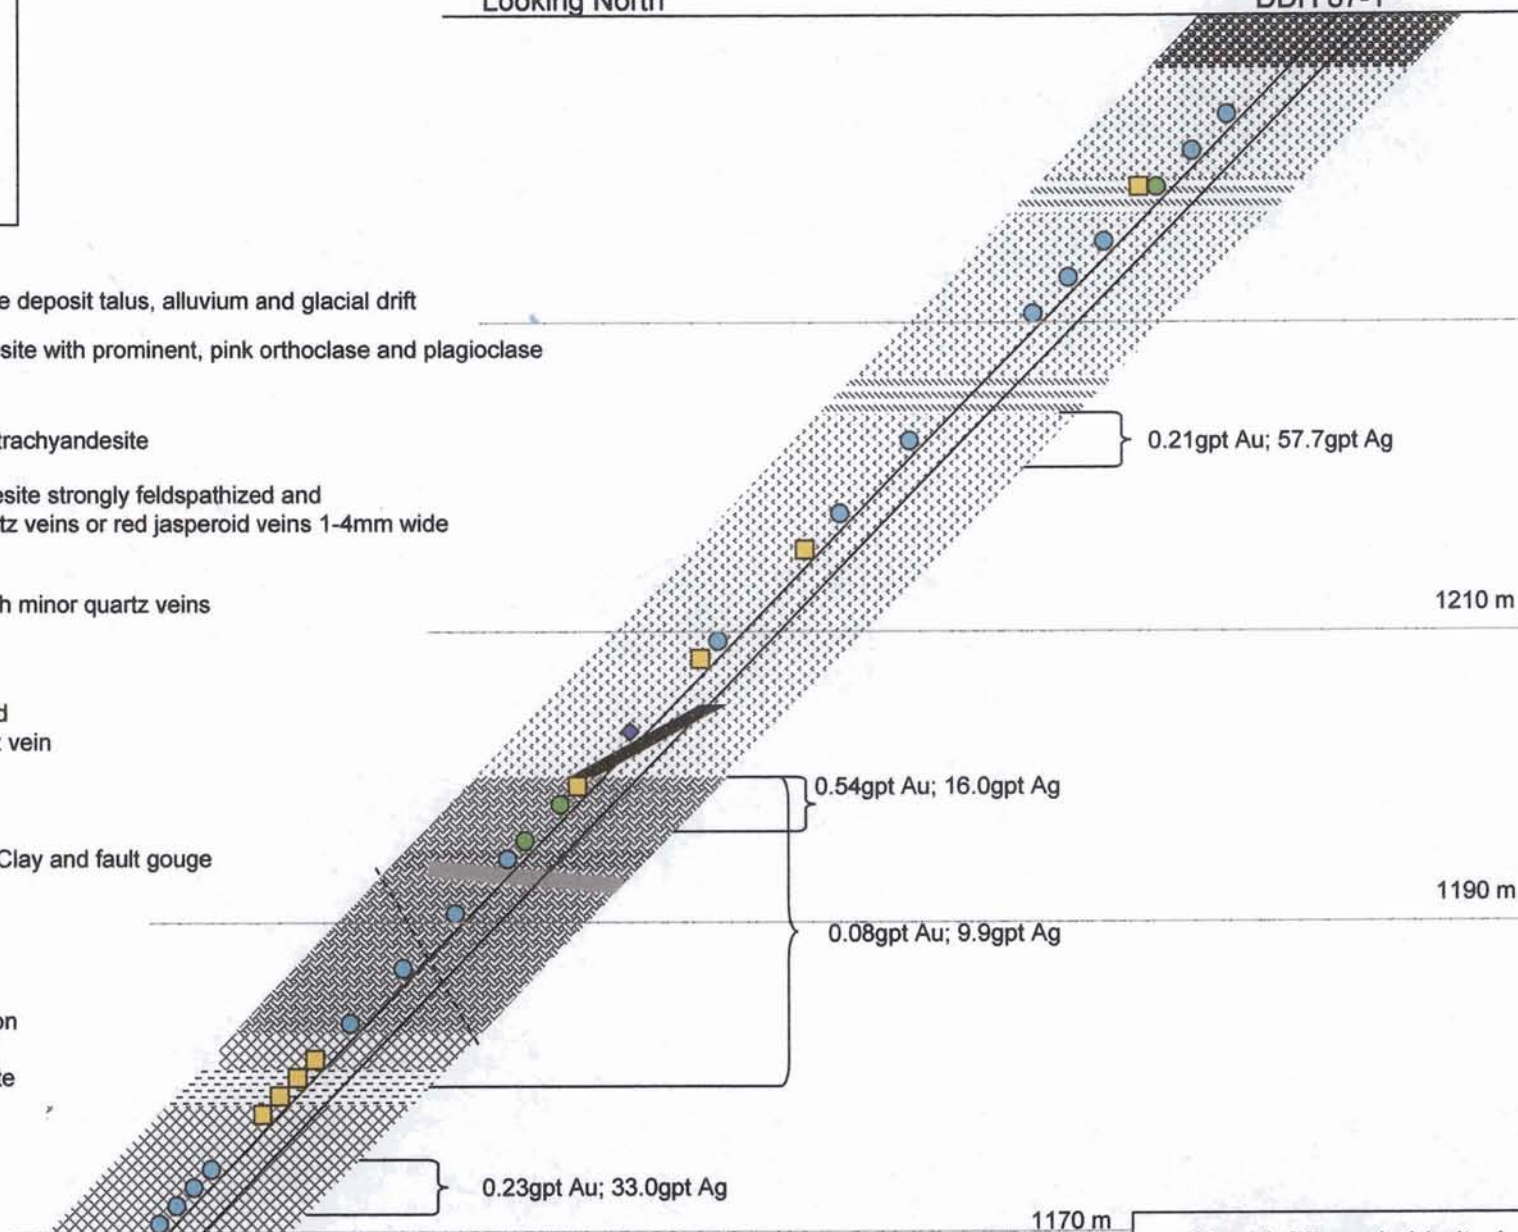 Looking North
DDH 87-1
e deposit talus, alluvium and glacial drift
site with prominent, pink orthoclase and plagioclase
0.21gpt Au; 57.7gpt Ag
trachyandesite
esite strongly feldspathized and
tz veins or red jasperoid veins 1-4mm wide
1210 m
h minor quartz veins
d
vein
0.54gpt Au; 16.0gpt Ag
Clay and fault gouge
1190 m
0.08gpt Au; 9.9gpt Ag
on
te
0.23gpt Au; 33.0gpt Ag
1170 m